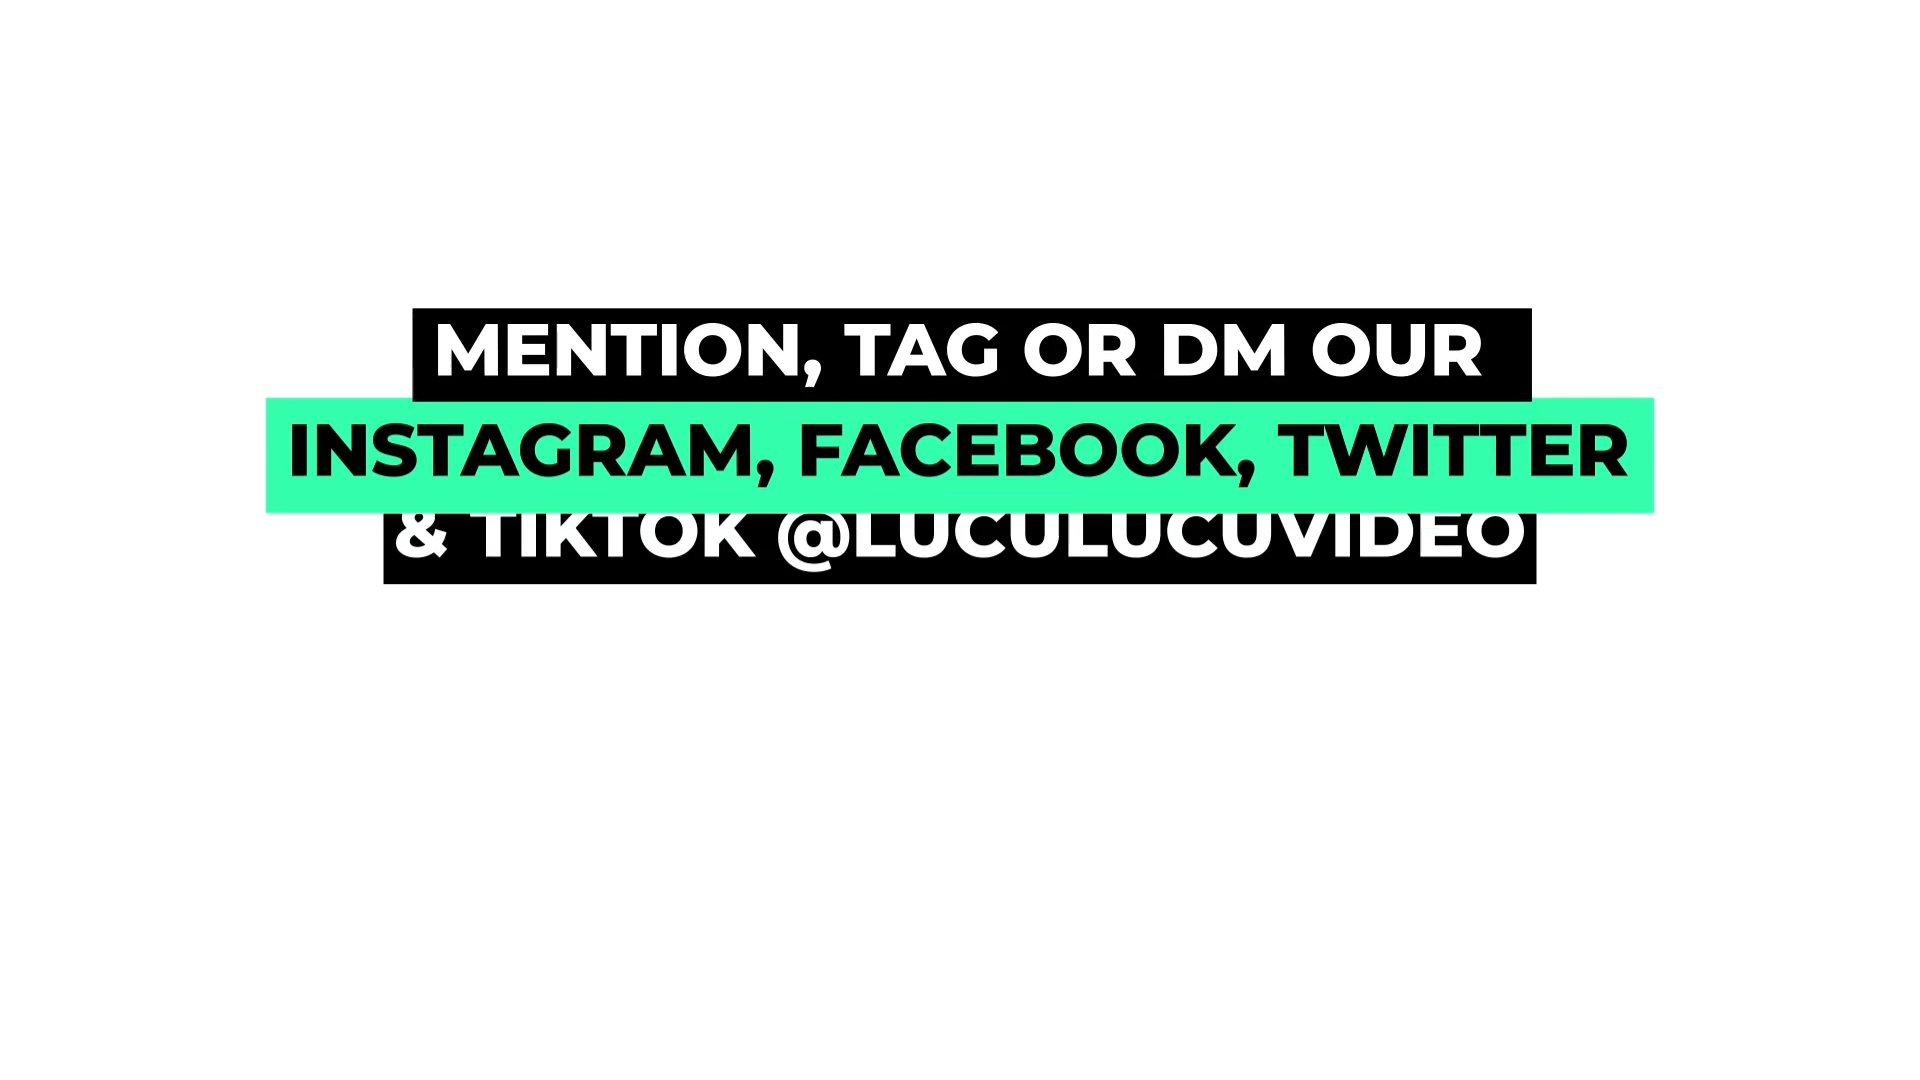 MENTION, TAG OR DM OUR
INSTAGRAM, FACEBOOK, TWITTER
& TIKTOK @LUCULUCUVIDEO